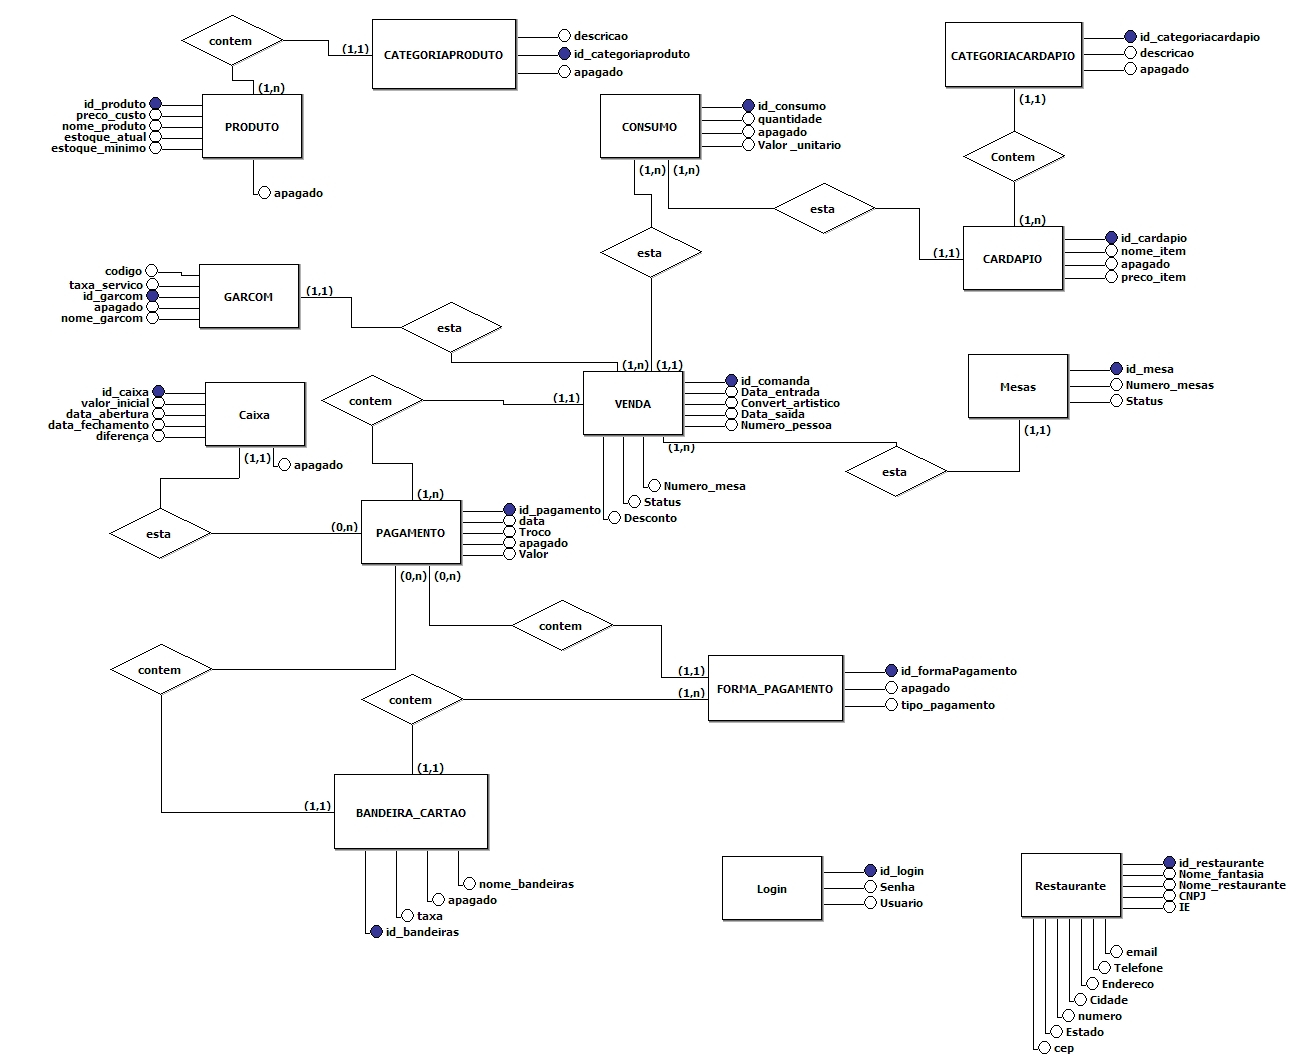 contem
(1,1)
CATEGORIAPRODUTO
descricao
id_categoriaproduto
apagado
(1,n)
id_produto
preco_custo
nome_produto
estoque_atual
estoque_minimo
PRODUTO
apagado
CONSUMO
id_consumo
quantidade
apagado
Valor _unitario
(1,n)
(1,n)
CATEGORIACARDAPIO
id_categoriacardapio
descricao
apagado
(1,1)
Contem
(1,n)
esta
(1,1)
CARDAPIO
id_cardapio
nome_item
apagado
preco_item
esta
codigo
taxa_servico
id_garcom
apagado
nome_garcom
GARCOM
(1,1)
esta
(1,n)
(1,1)
id_caixa
valor_inicial
data_abertura
data_fechamento
diferença
Caixa
(1,1)
apagado
contem
(1,1)
VENDA
id_comanda
Data_entrada
Convert_artistico
Data_saida
Numero_pessoa
(1,n)
Numero_mesa
Status
Desconto
Mesas
id_mesa
Numero_mesas
Status
(1,1)
esta
esta
(0,n)
(1,n)
PAGAMENTO
id_pagamento
data
Troco
apagado
Valor
(0,n)
(0,n)
contem
contem
contem
(1,1)
(1,n)
FORMA_PAGAMENTO
id_formaPagamento
apagado
tipo_pagamento
(1,1)
(1,1)
BANDEIRA_CARTAO
nome_bandeiras
apagado
taxa
id_bandeiras
Login
id_login
Senha
Usuario
Restaurante
id_restaurante
Nome_fantasia
Nome_restaurante
CNPJ
IE
email
Telefone
Endereco
Cidade
numero
Estado
cep